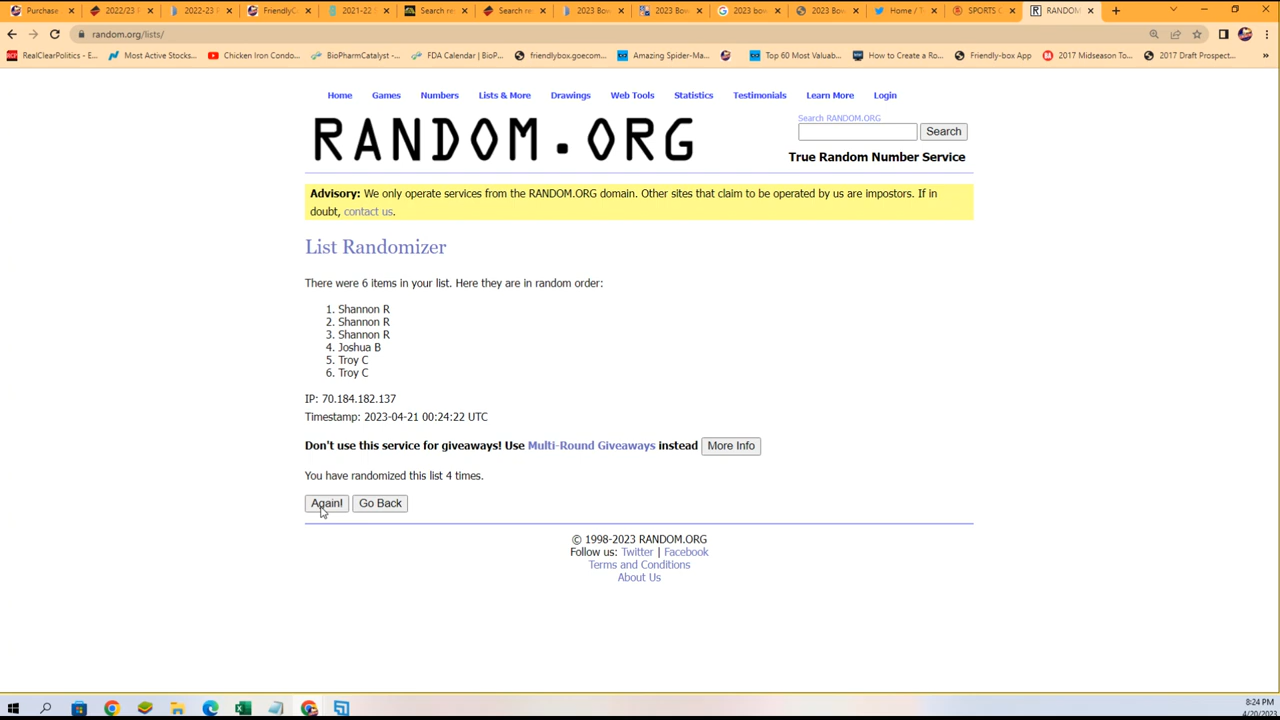 Purchase
2022/23 P
2022-23 P
FriendlyC
2021-22
Search re
Search re
2023 Bow
2023 Bow
2023 bow
2023 Bow
Home / T
SPORTS C
RANDOM
random.org/lists/
RealClearPolitics - E...
Most Active Stocks...
Chicken Iron Condo...
BioPharmCatalyst -...
FDA Calendar | BioP...
friendlybox.goecom...
Amazing Spider-Ma...
Top 60 Most Valuab...
How to Create a Ro...
Friendly-box App
2017 Midseason To...
2017 Draft Prospect...
Home Games Numbers Lists & More Drawings Web Tools Statistics Testimonials Learn More Login
RANDOM.ORG
Search RANDOM.ORG
Search
True Random Number Service
Advisory: We only operate services from the RANDOM.ORG domain. Other sites that claim to be operated by us are impostors. If in
doubt, contact us.
List Randomizer
There were 6 items in your list. Here they are in random order:
1. Shannon R
2. Shannon R
3. Shannon R
4. Joshua B
5. Troy C
6. Troy C
IP: 70.184.182.137
Timestamp: 2023-04-21 00:24:22 UTC
Don't use this service for giveaways! Use Multi-Round Giveaways instead More Info
You have randomized this list 4 times.
Again! Go Back
© 1998-2023 RANDOM.ORG
Follow us: Twitter | Facebook
Terms and Conditions
About Us
8:24 PM
4/20/2023